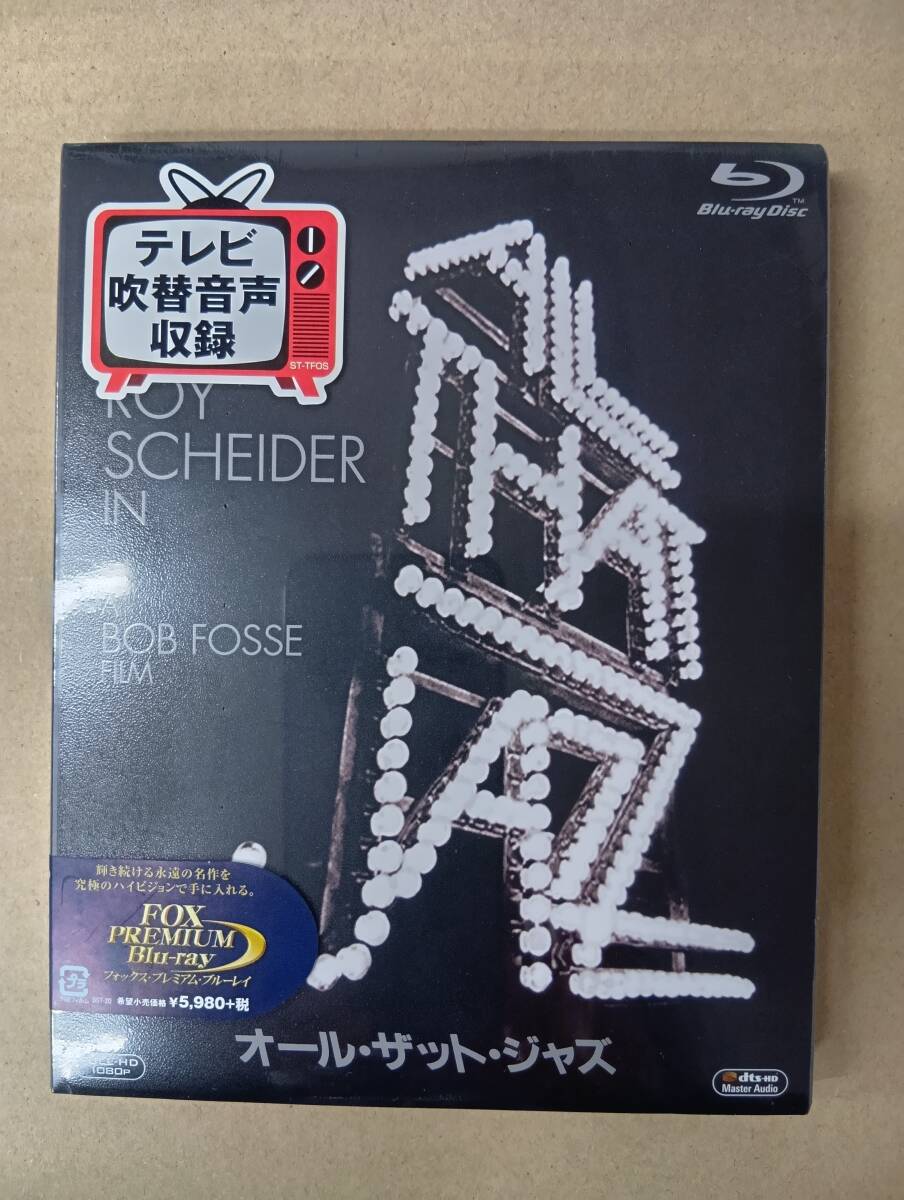 テレビ
吹替音声
収録
ST-TFOS
Blu-ray Disc
TM
ROY
SCHEIDER
IN
ALL
THAT
JAZZ
A
BOB FOSSE
FILM
輝き続ける永遠の名作を
究極のハイビジョンで手に入れる。
FOX
PREMIUM
Blu-ray
フォックス・プレミアム・ブルーレイ
プラ
希望小売価格 ¥5,980+税
オール・ザット・ジャズ
1080P
dts-HD
Master Audio